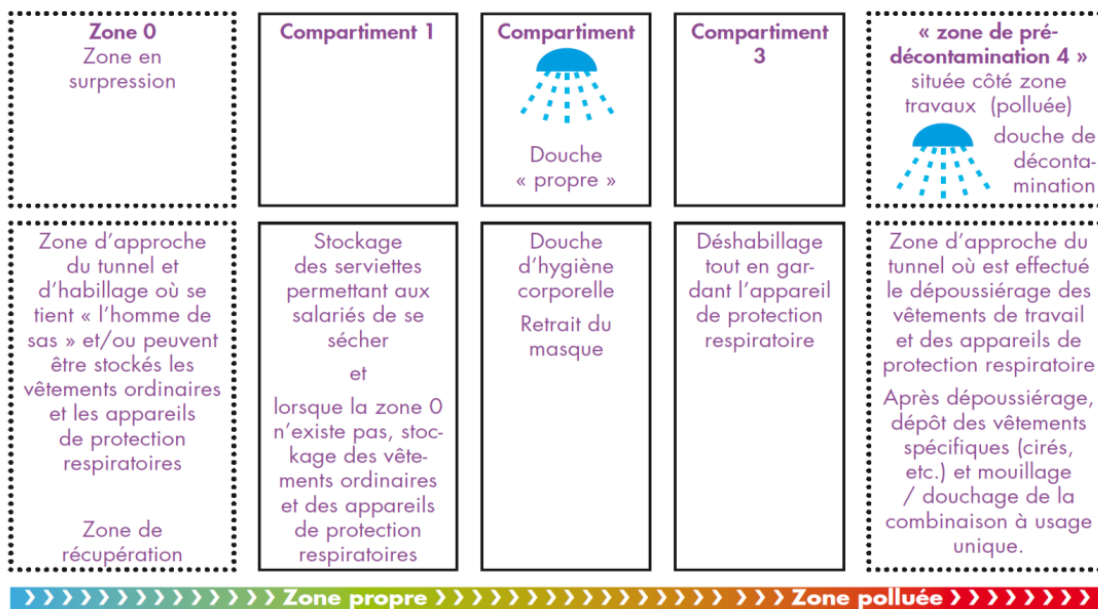 Zone 0
Zone en
surpression
Compartiment 1
Compartiment
Douche
« propre »
Compartiment
3
« zone de pré-
décontamination 4 »
située côté zone
travaux (polluée)
douche de
déconta-
mination
Zone d'approche
du tunnel et
d'habillage où se
tient « l'homme de
sas » et/ou peuvent
être stockés les
vêtements ordinaires
et les appareils
de protection
respiratoires
Zone de
récupération
Stockage
des serviettes
permettant aux
salariés de se
sécher
et
lorsque la zone 0
n'existe pas, stoc-
kage des vête-
ments ordinaires
et des appareils
de protection
respiratoires
Douche
d'hygiène
corporelle
Retrait du
masque
Déshabillage
tout en gar-
dant l'appareil
de protection
respiratoire
Zone d'approche du
tunnel où est effectué
le dépoussiérage des
vêtements de travail
et des appareils de
protection respiratoire
Après dépoussiérage,
dépôt des vêtements
spécifiques (cirés,
etc.) et mouillage
/ douchage de la
combinaison à usage
unique.
Zone propre
Zone polluée